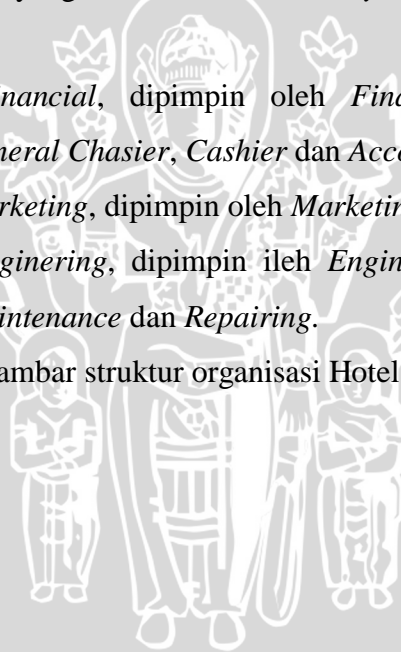 nancial, dipimpin oleh Fina
neral Chasier, Cashier dan Acco
rketing, dipimpin oleh Marketin
ginering, dipimpin ileh Engin
intenance dan Repairing.
ambar struktur organisasi Hotel